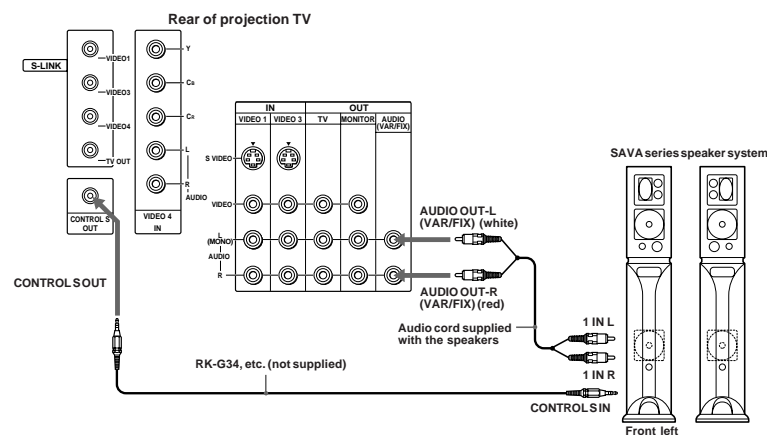 Rear of projection TV
S-LINK
VIDEO1
VIDEO3
VIDEO4
TV OUT
CONTROL S
OUT
Y
CB
CR
L
R
AUDIO
VIDEO 4
IN
IN
OUT
VIDEO 1
VIDEO 3
TV
MONITOR
AUDIO
(VAR/FIX)
S VIDEO
VIDEO
L
(MONO)
AUDIO
R
AUDIO OUT-L
(VAR/FIX) (white)
AUDIO OUT-R
(VAR/FIX) (red)
Audio cord supplied
with the speakers
SAVA series speaker system
1 IN L
1 IN R
CONTROL S OUT
RK-G34, etc. (not supplied)
CONTROL S IN
Front left